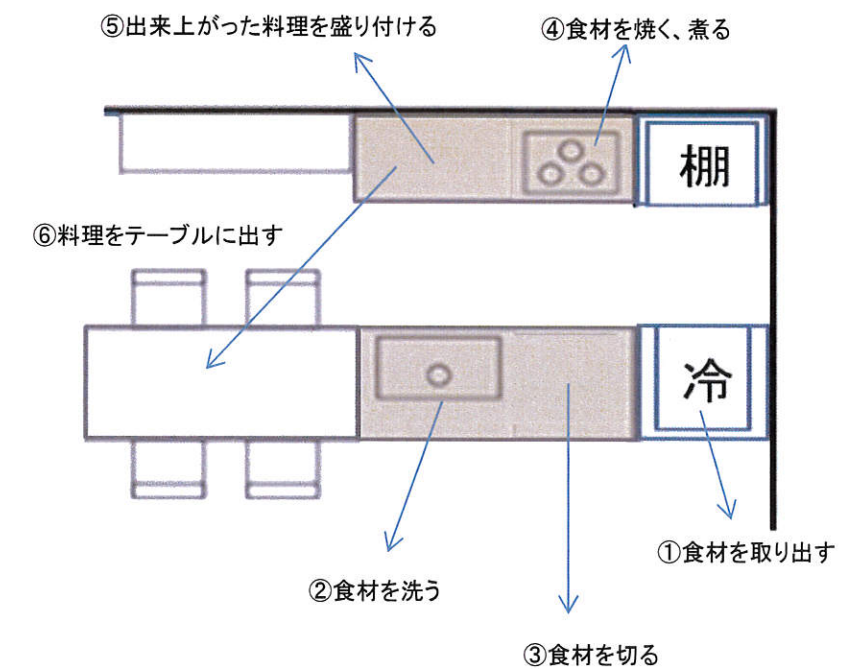 ⑤出来上がった料理を盛り付ける
④食材を焼く、煮る
棚
⑥料理をテーブルに出す
冷
①食材を取り出す
②食材を洗う
③食材を切る